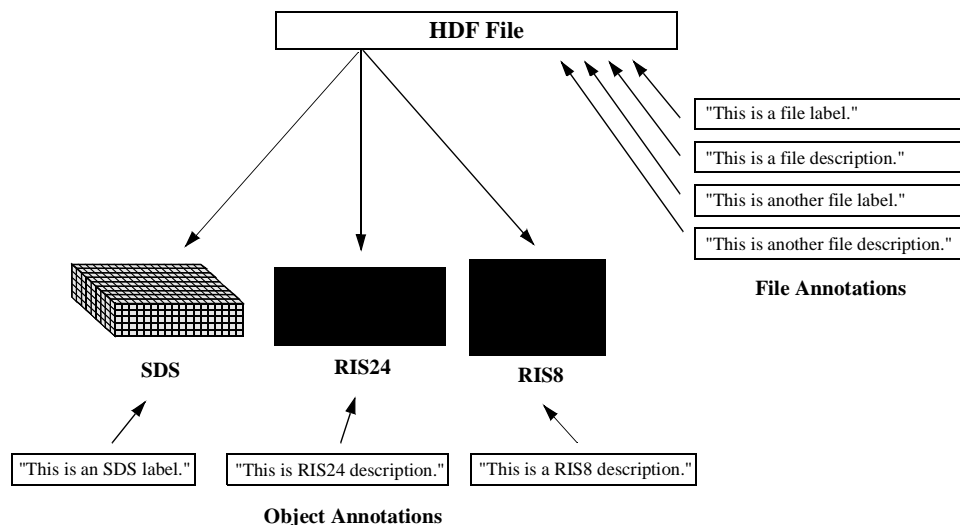 HDF File
"This is a file label."
"This is a file description."
"This is another file label."
"This is another file description."
File Annotations
SDS
RIS24
RIS8
"This is an SDS label."
"This is RIS24 description."
"This is a RIS8 description."
Object Annotations